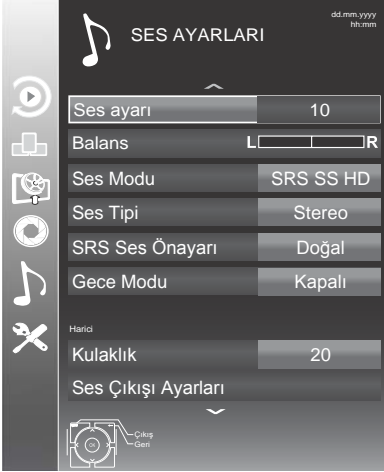 SES AYARLARI
dd.mm.yyyy
hh:mm
Ses ayarı 10
Balans L R
Ses Modu SRS SS HD
Ses Tipi Stereo
SRS Ses Önayarı Doğal
Gece Modu Kapalı
Harici
Kulaklık 20
Ses Çıkışı Ayarları
Çıkış
Geri
OK